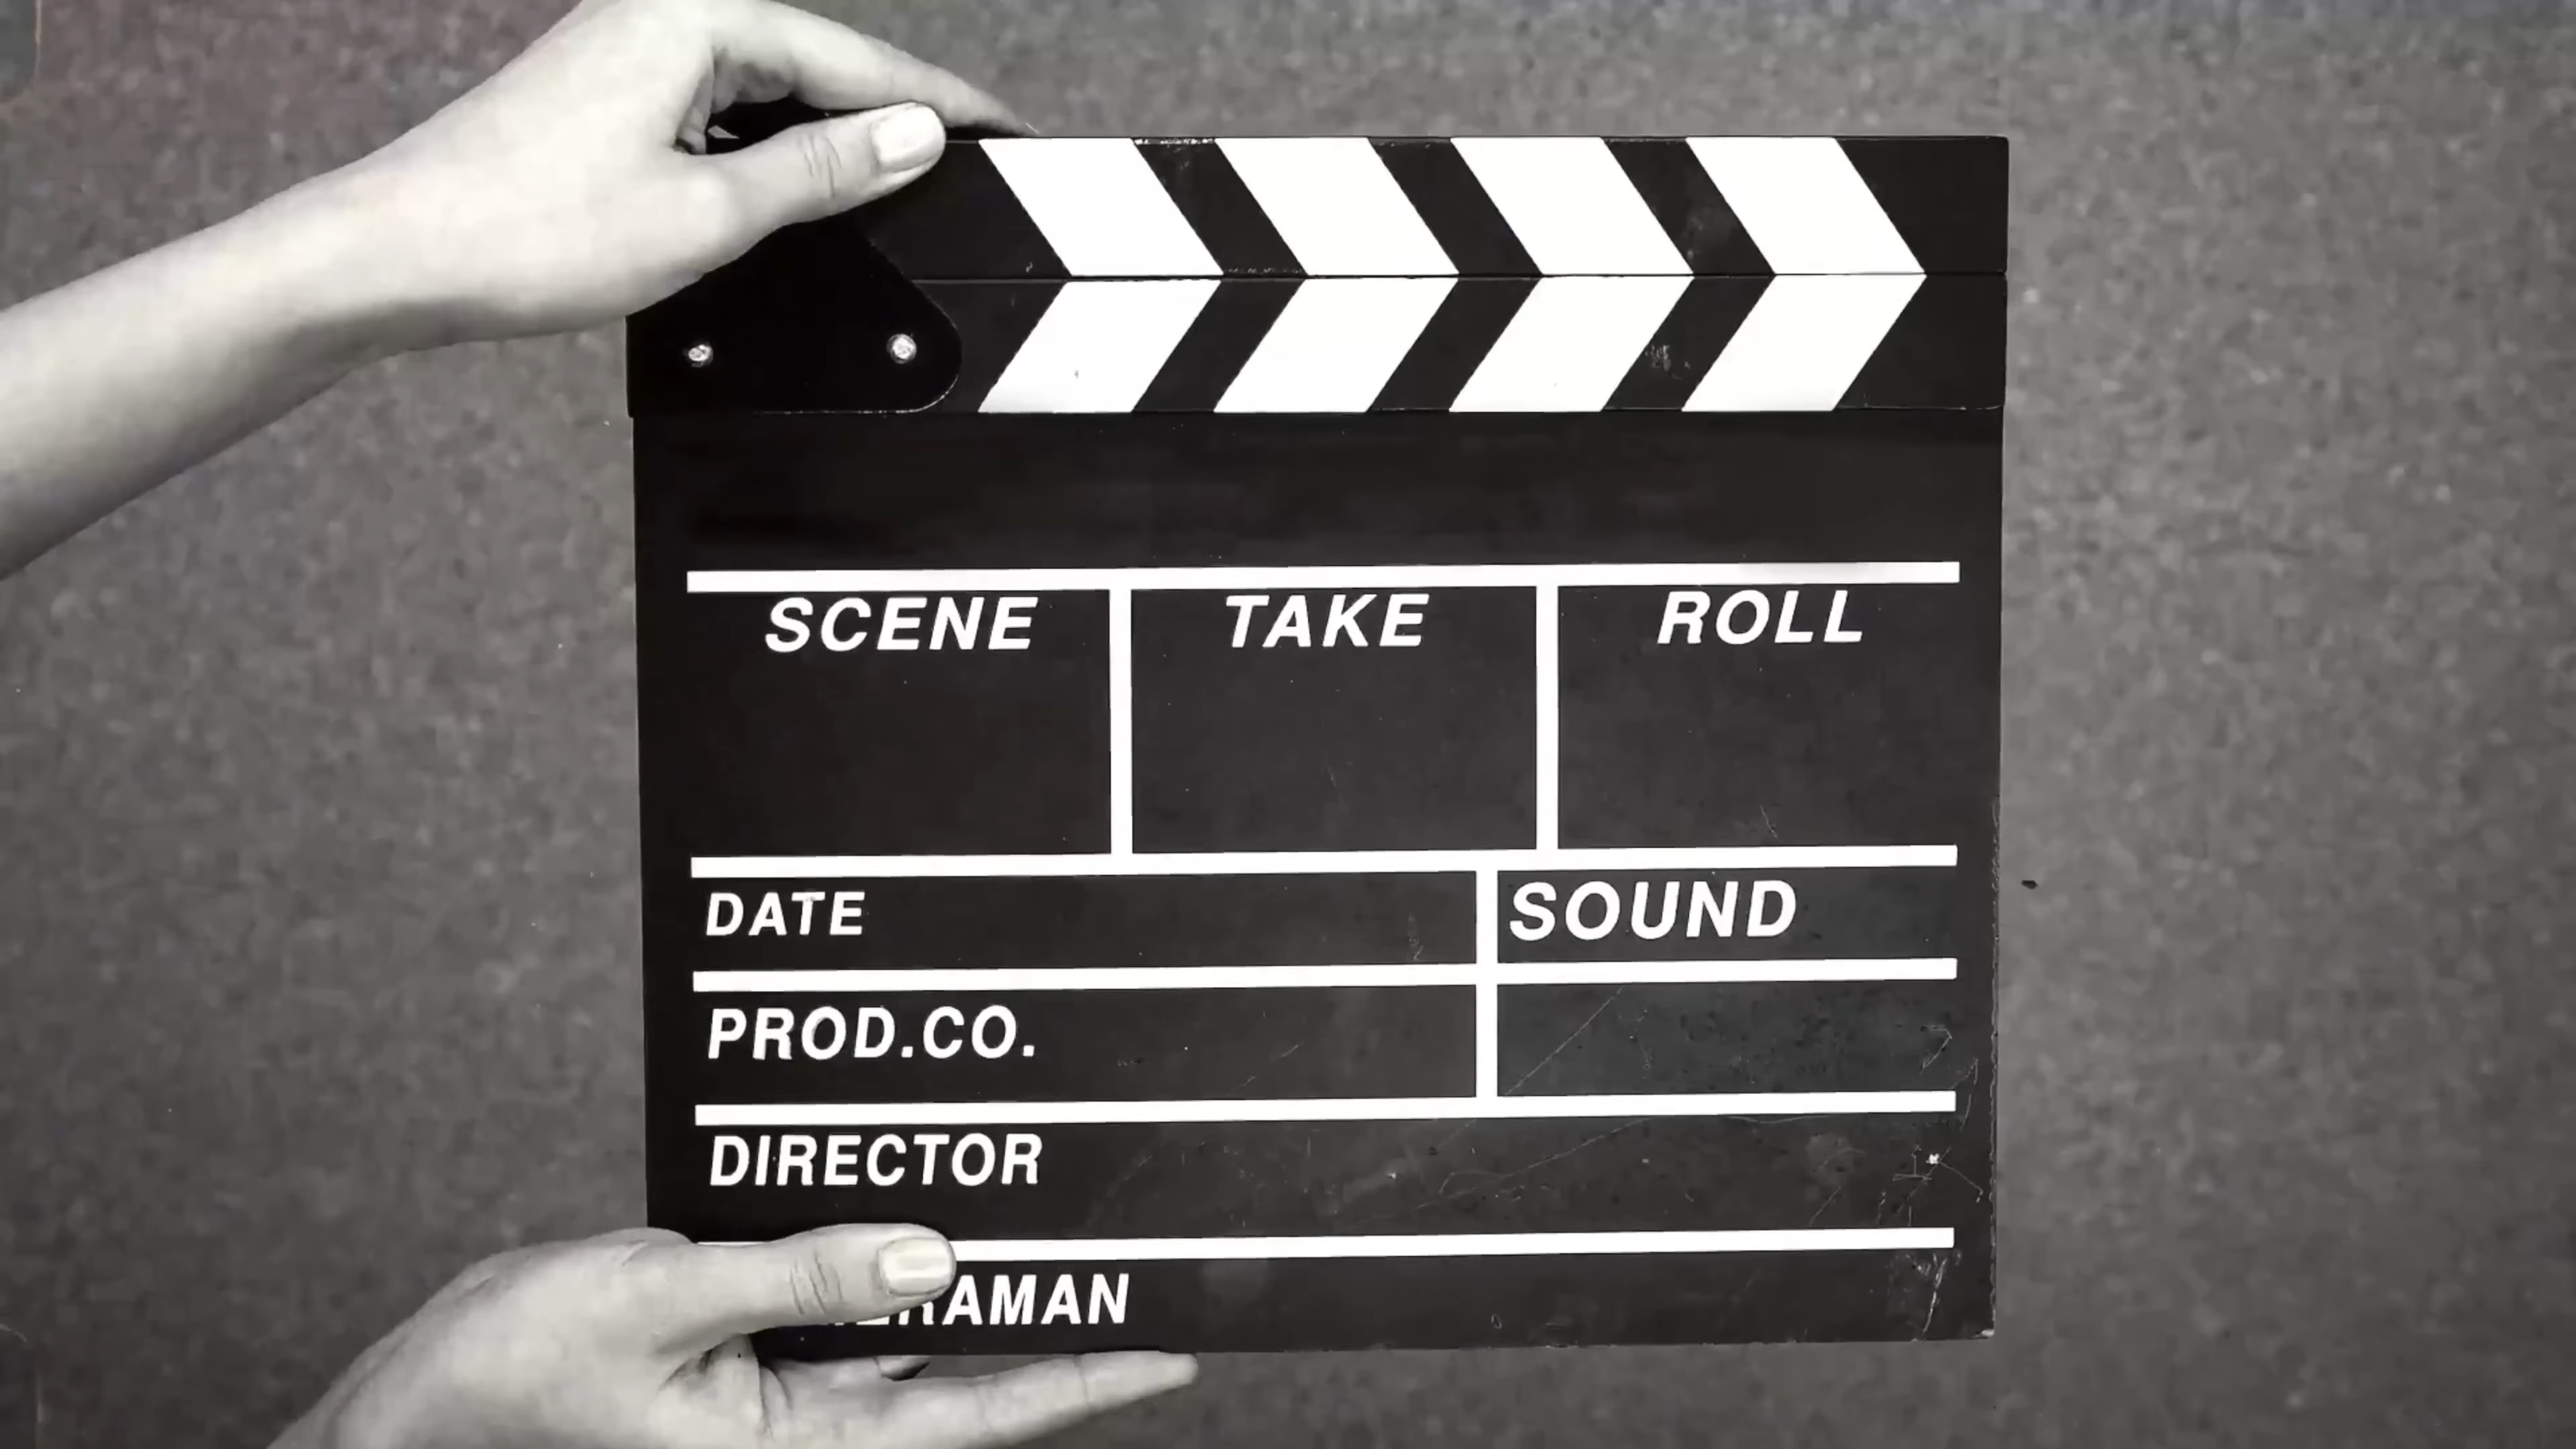 SCENE TAKE ROLL
DATE SOUND
PROD.CO.
DIRECTOR